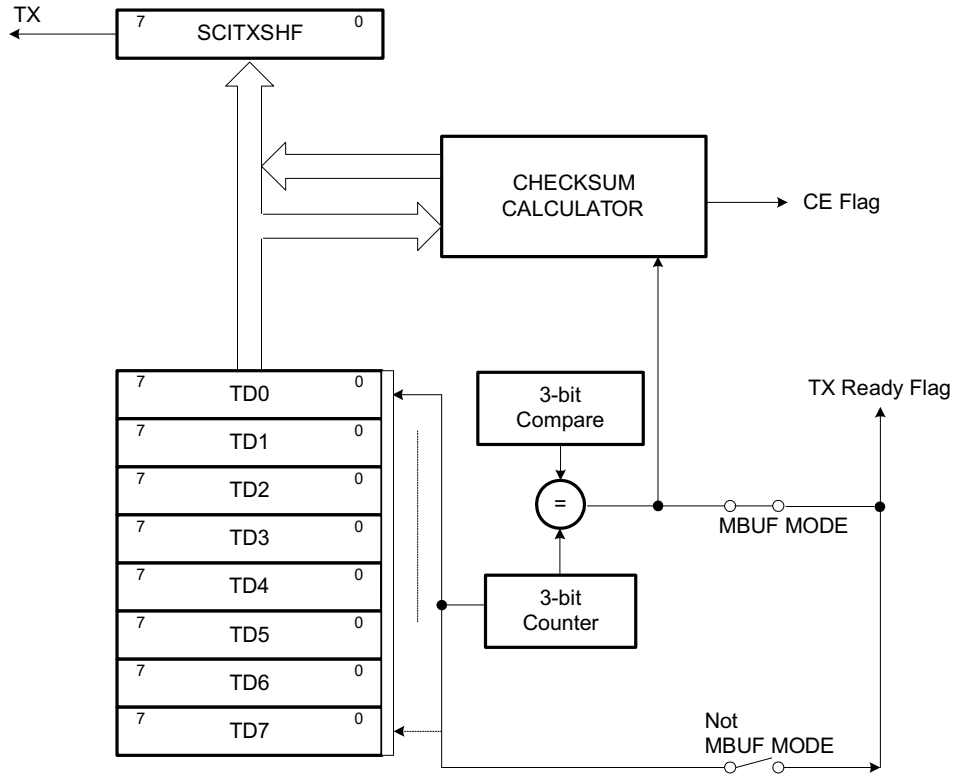 TX
7 SCITXSHF 0
CHECKSUM
CALCULATOR
CE Flag
7 TD0 0
7 TD1 0
7 TD2 0
7 TD3 0
7 TD4 0
7 TD5 0
7 TD6 0
7 TD7 0
3-bit
Compare
=
3-bit
Counter
TX Ready Flag
MBUF MODE
Not
MBUF MODE